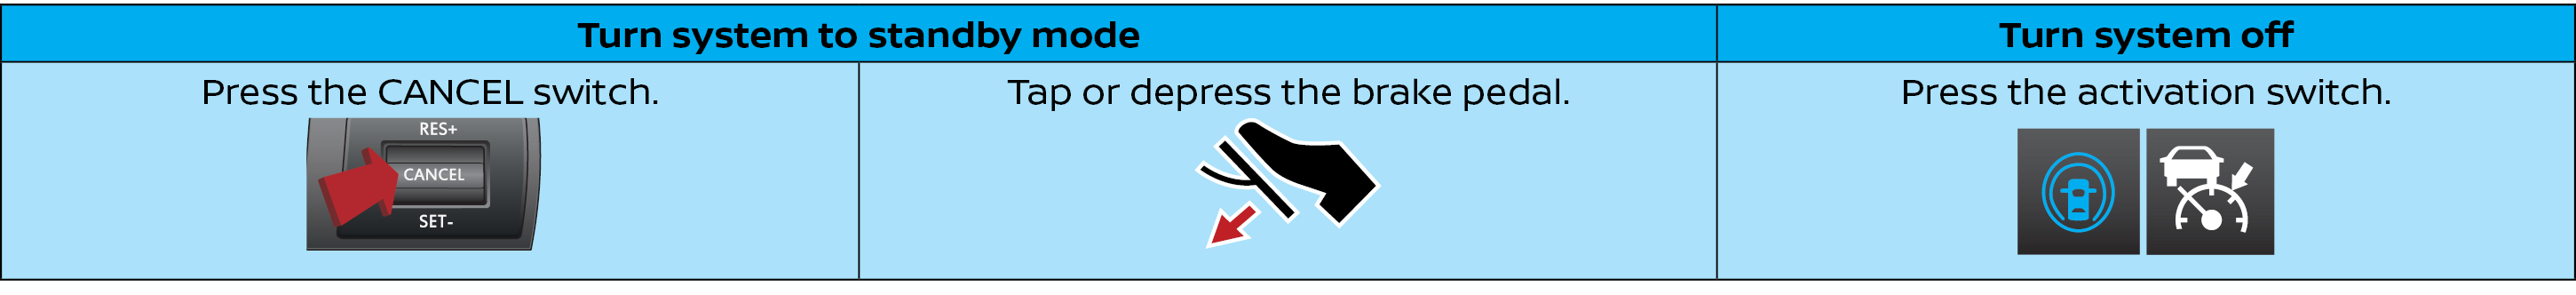 Turn system to standby mode
Turn system off
Press the CANCEL switch.
RES+
CANCEL
SET-
Tap or depress the brake pedal.
Press the activation switch.